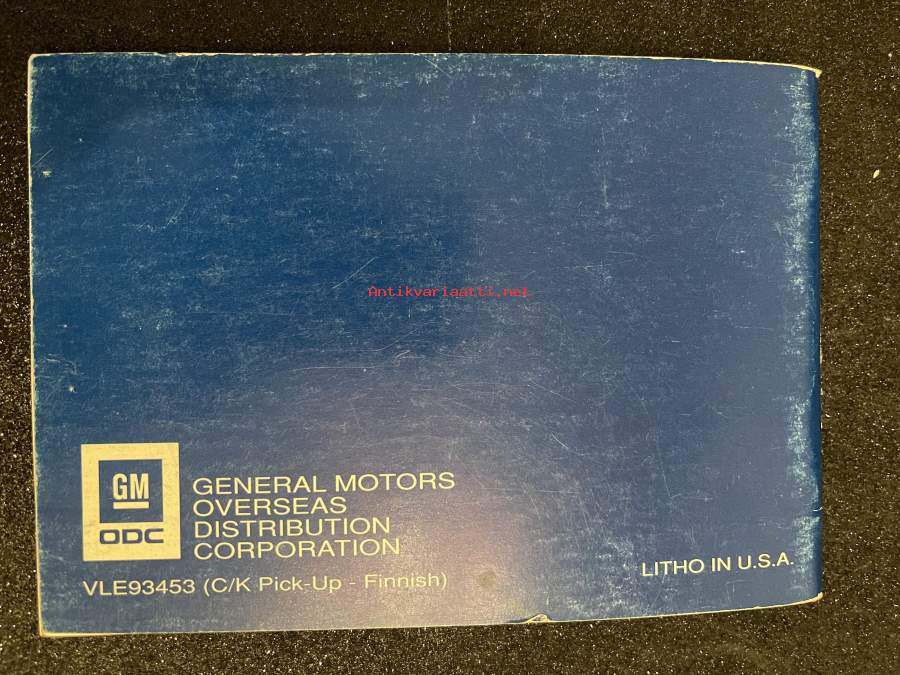 Antikvariaatti.net
GM
ODC
GENERAL MOTORS
OVERSEAS
DISTRIBUTION
CORPORATION
VLE93453 (C/K Pick-Up - Finnish)
LITHO IN U.S.A.